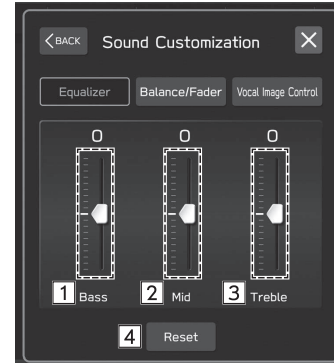 BACK Sound Customization
Equalizer Balance/Fader Vocal Image Control
0 0 0
1 Bass 2 Mid 3 Treble
4 Reset